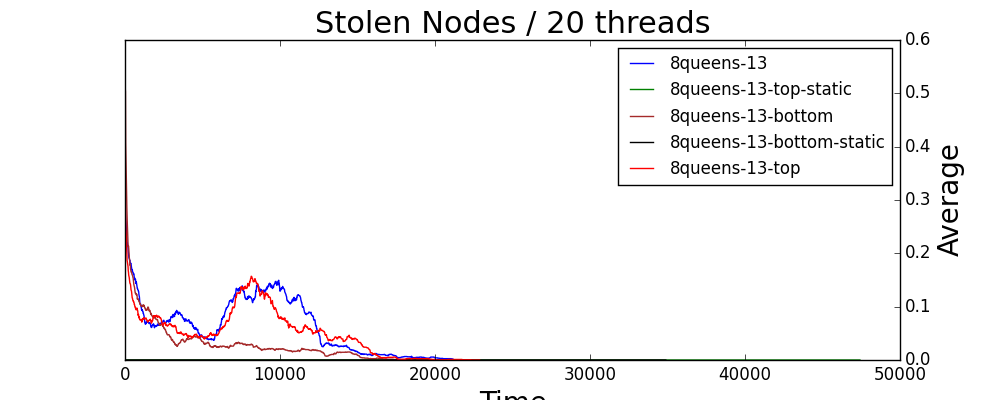 Stolen Nodes / 20 threads
0.6
0.5
0.4
0.3
0.2
0.1
0.0
Average
8queens-13
8queens-13-top-static
8queens-13-bottom
8queens-13-bottom-static
8queens-13-top
0 10000 20000 30000 40000 50000
Time